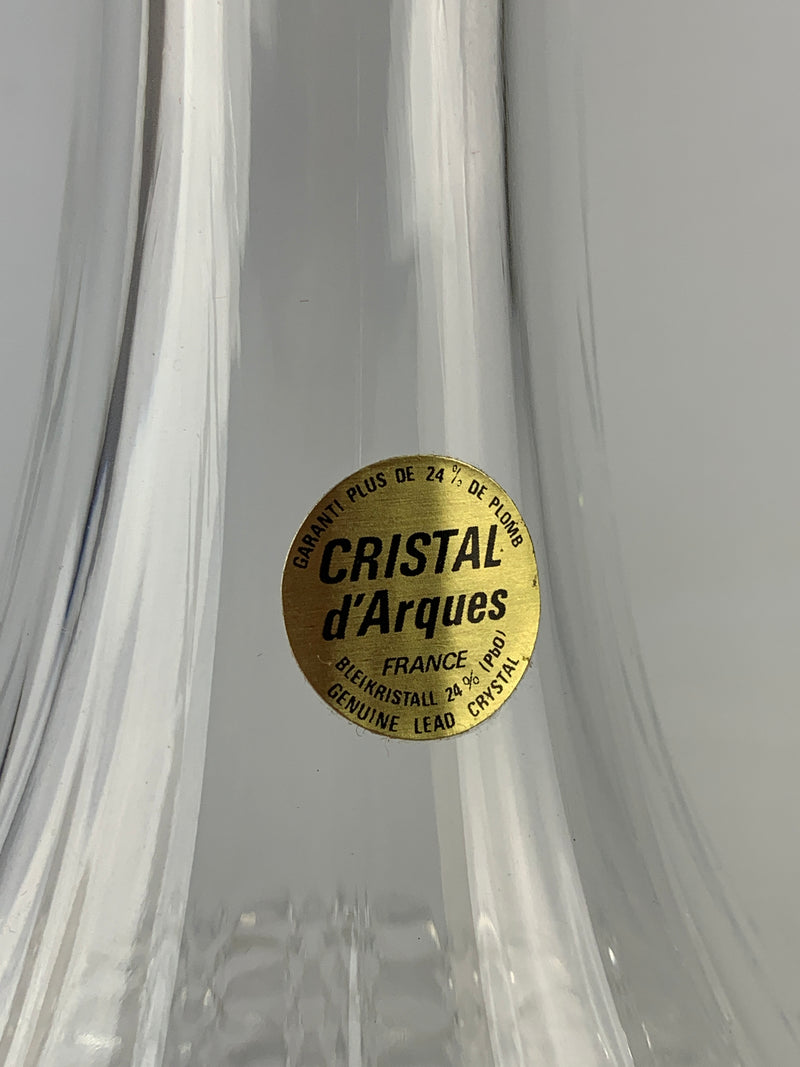 GARANTI PLUS DE 24 % DE PLOMB
CRISTAL
d'Arques
FRANCE
BLEIKRISTALL 24 % (PbO)
GENUINE LEAD CRYSTAL